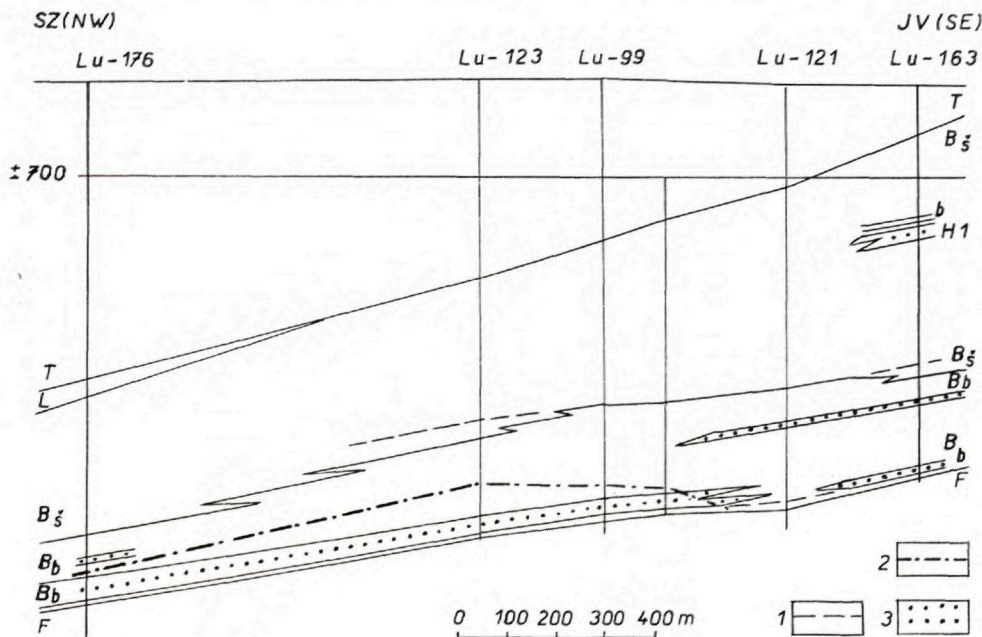 SZ (NW) JV (SE)
Lu-176 Lu-123 Lu-99 Lu-121 Lu-163
T
Bš
±700
b
H1
T
L
Bš
Bb
Bb
F
Bš
Bb
Bb
F
2
0 100 200 300 400 m 1 3